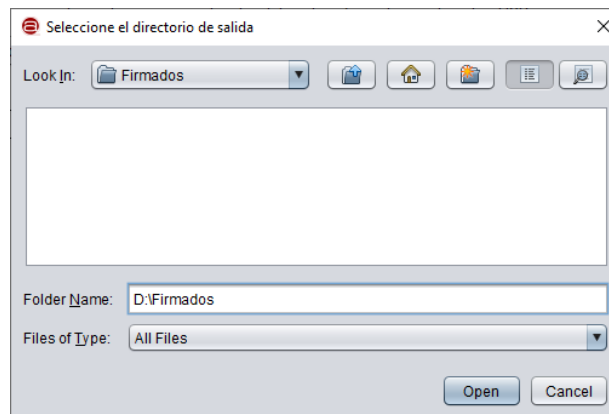 Seleccione el directorio de salida
Look In: Firmados
Folder Name: D:\Firmados
Files of Type: All Files
Open Cancel